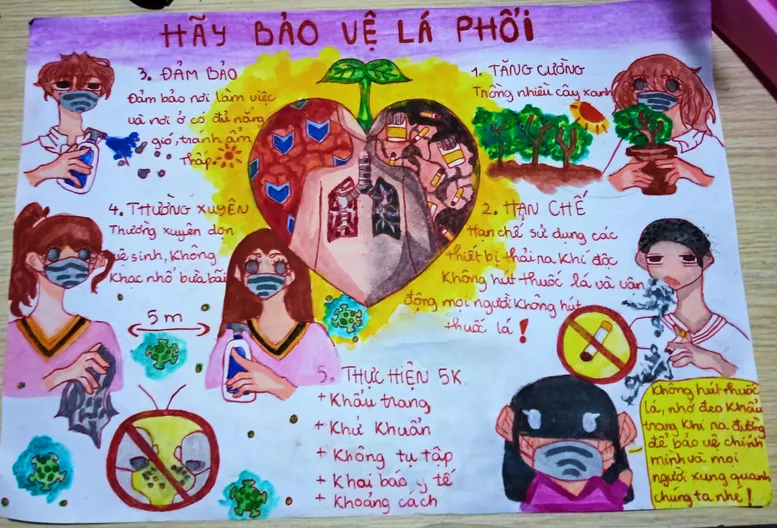 HÃY BẢO VỆ LÁ PHỔI
1. TĂNG CƯỜNG
Trồng nhiều cây xanh
2. HẠN CHẾ
Hạn chế sử dụng các
thiết bị thải ra khí độc
Không hút thuốc lá và vận
động mọi người không hút
thuốc lá !
3. ĐẢM BẢO
Đảm bảo nơi làm việc
và nơi ở có đủ nắng
gió, tránh ẩm
thấp
4. THƯỜNG XUYÊN
Thường xuyên dọn
vệ sinh, không
khạc nhổ bừa bãi
5 m
5. THỰC HIỆN 5K
+ Khẩu trang
+ Khử khuẩn
+ Không tụ tập
+ Khai báo y tế
+ Khoảng cách
Không hút thuốc
lá, nhớ đeo khẩu
trang khi ra đường
để bảo vệ chính
mình và mọi
người xung quanh
chúng ta nhé !